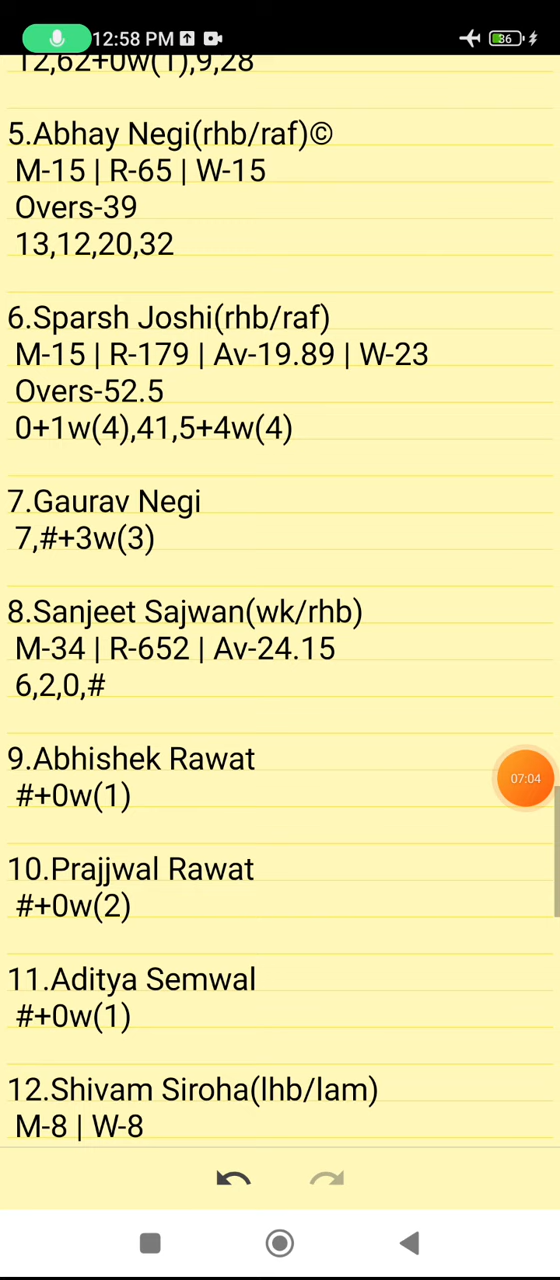 12:58 PM
36
12,62+0w(1),9,28
5.Abhay Negi(rhb/raf)©
M-15 | R-65 | W-15
Overs-39
13,12,20,32
6.Sparsh Joshi(rhb/raf)
M-15 | R-179 | Av-19.89 | W-23
Overs-52.5
0+1w(4),41,5+4w(4)
7.Gaurav Negi
7,#+3w(3)
8.Sanjeet Sajwan(wk/rhb)
M-34 | R-652 | Av-24.15
6,2,0,#
9.Abhishek Rawat
07:04
#+0w(1)
10.Prajjwal Rawat
#+0w(2)
11.Aditya Semwal
#+0w(1)
12.Shivam Siroha(lhb/lam)
M-8 | W-8